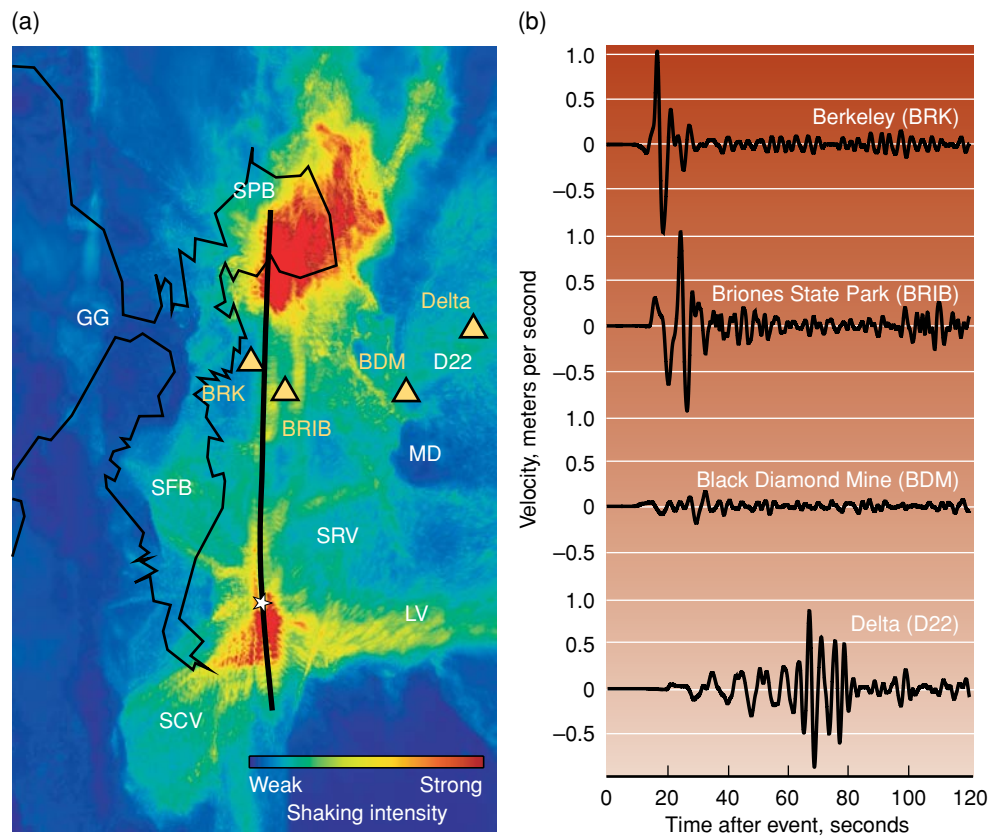 (a)
SPB
GG
Delta
BDM
D22
BRK
BRIB
MD
SFB
SRV
LV
SCV
Weak
Strong
Shaking intensity
(b)
Velocity, meters per second
1.0
0.5
0
−0.5
Berkeley (BRK)
1.0
0.5
0
−0.5
Briones State Park (BRIB)
1.0
0.5
0
−0.5
Black Diamond Mine (BDM)
1.0
0.5
0
−0.5
Delta (D22)
0 20 40 60 80 100 120
Time after event, seconds